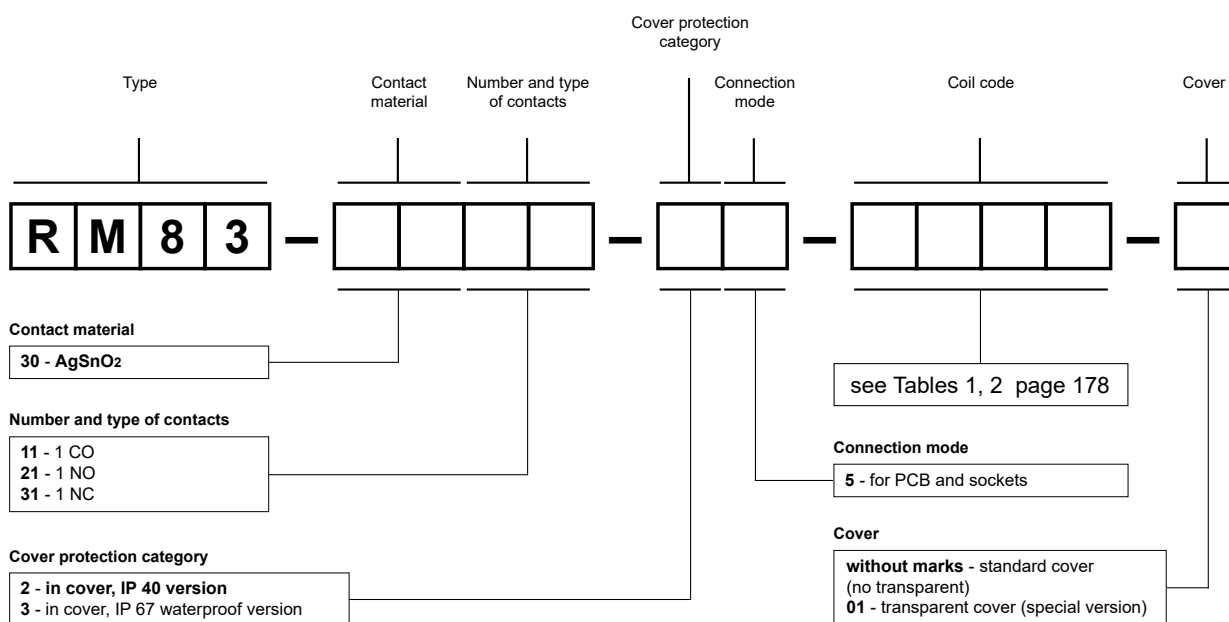 Cover protection
category
Type
Contact
material
Number and type
of contacts
Connection
mode
Coil code
Cover
R M 8 3 – – – –
Contact material
30 - AgSnO2
see Tables 1, 2 page 178
Number and type of contacts
11 - 1 CO
21 - 1 NO
31 - 1 NC
Connection mode
5 - for PCB and sockets
Cover protection category
2 - in cover, IP 40 version
3 - in cover, IP 67 waterproof version
Cover
without marks - standard cover
(no transparent)
01 - transparent cover (special version)